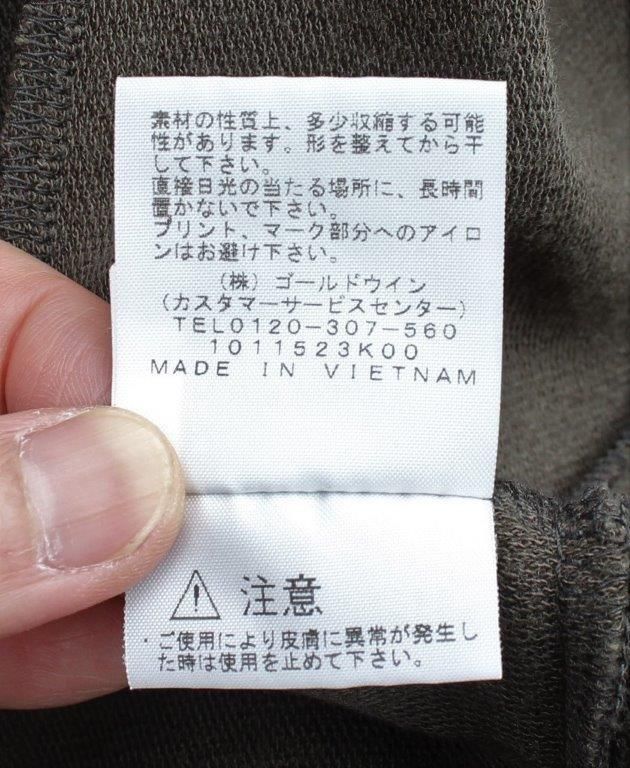 素材の性質上、多少収縮する可能
性があります。形を整えてから干
して下さい。
直接日光の当たる場所に、長時間
置かないで下さい。
プリント、マーク部分へのアイロ
ンはお避け下さい。
(株) ゴールドウイン
(カスタマーサービスセンター)
TEL0120-307-560
1011523K00
MADE IN VIETNAM
注意
・ご使用により皮膚に異常が発生し
た時は使用を止めて下さい。